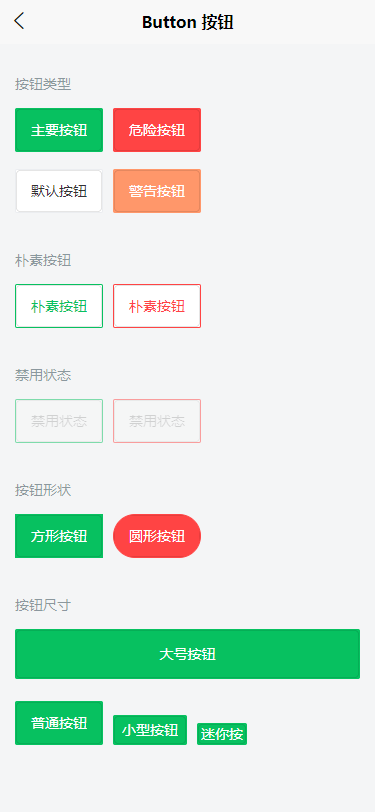 Button 按钮
按钮类型
主要按钮 危险按钮
默认按钮 警告按钮
朴素按钮
朴素按钮 朴素按钮
禁用状态
禁用状态 禁用状态
按钮形状
方形按钮 圆形按钮
按钮尺寸
大号按钮
普通按钮 小型按钮 迷你按